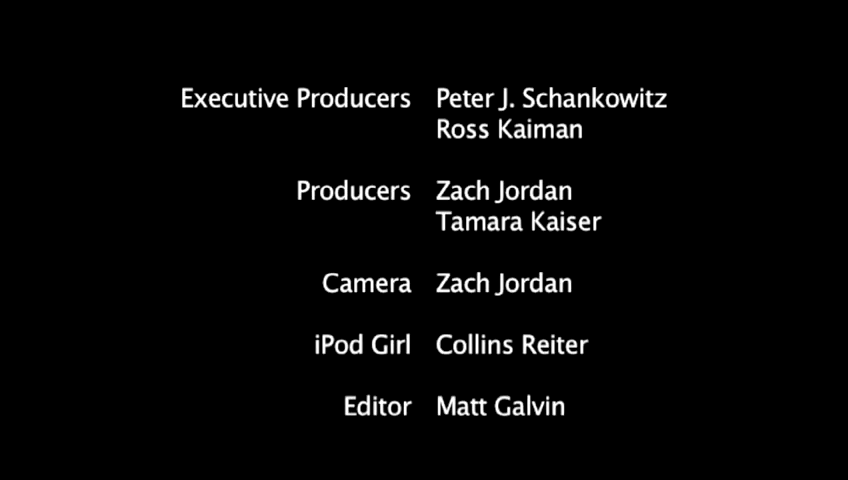 Executive Producers Peter J. Schankowitz
Ross Kaiman
Producers Zach Jordan
Tamara Kaiser
Camera Zach Jordan
iPod Girl Collins Reiter
Editor Matt Galvin